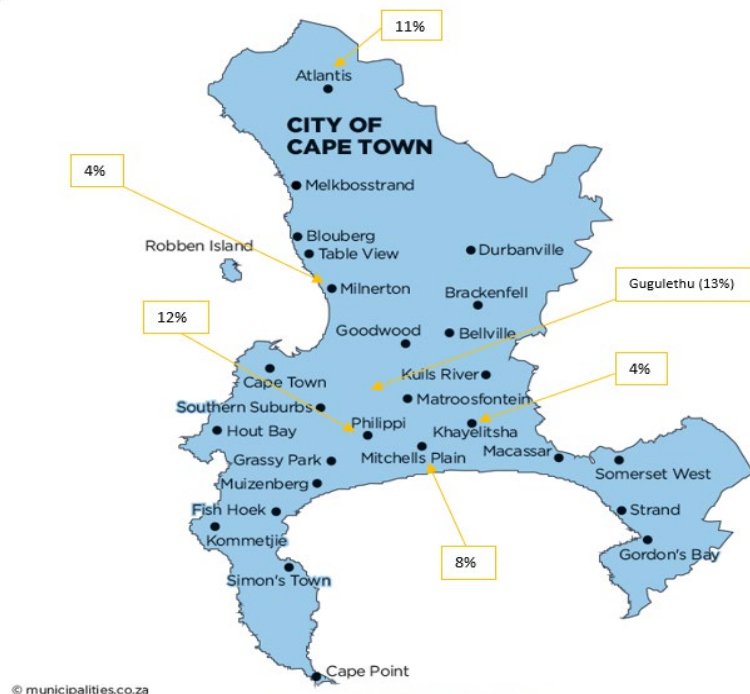 11%
Atlantis
CITY OF
CAPE TOWN
4%
Melkbosstrand
Blouberg
Robben Island
Table View
Durbanville
Milnerton
Gugulethu (13%)
Brackenfell
12%
Goodwood
Bellville
4%
Cape Town
Kuils River
Southern Suburbs
Matroosfontein
Philippi
Hout Bay
Khayelitsha
Grassy Park
Mitchells Plain
Macassar
Somerset West
Muizenberg
Fish Hoek
Strand
Kommetjie
Gordon's Bay
8%
Simon's Town
Cape Point
© municipalities.co.za